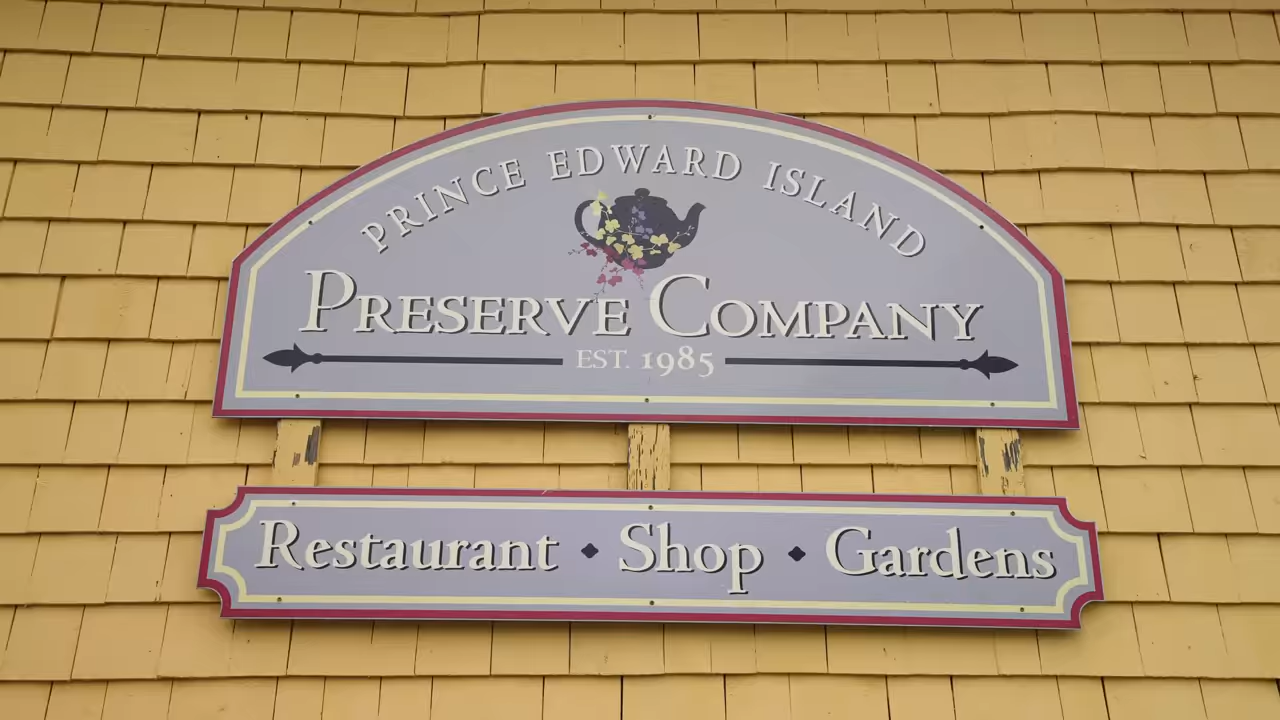 PRINCE EDWARD ISLAND
PRESERVE COMPANY
EST. 1985
Restaurant ◆ Shop ◆ Gardens